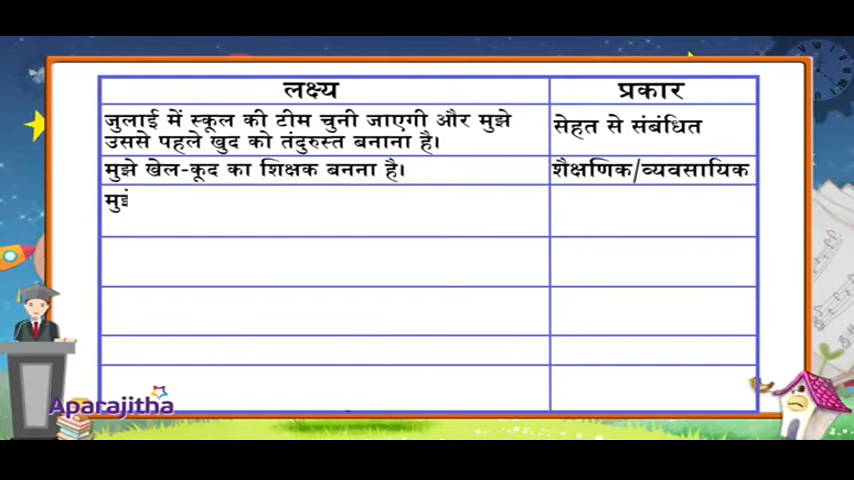 लक्ष्य
प्रकार
जुलाई में स्कूल की टीम चुनी जाएगी और मुझे
उससे पहले खुद को तंदुरुस्त बनाना है।
सेहत से संबंधित
मुझे खेल-कूद का शिक्षक बनना है।
शैक्षणिक/व्यवसायिक
Aparajitha